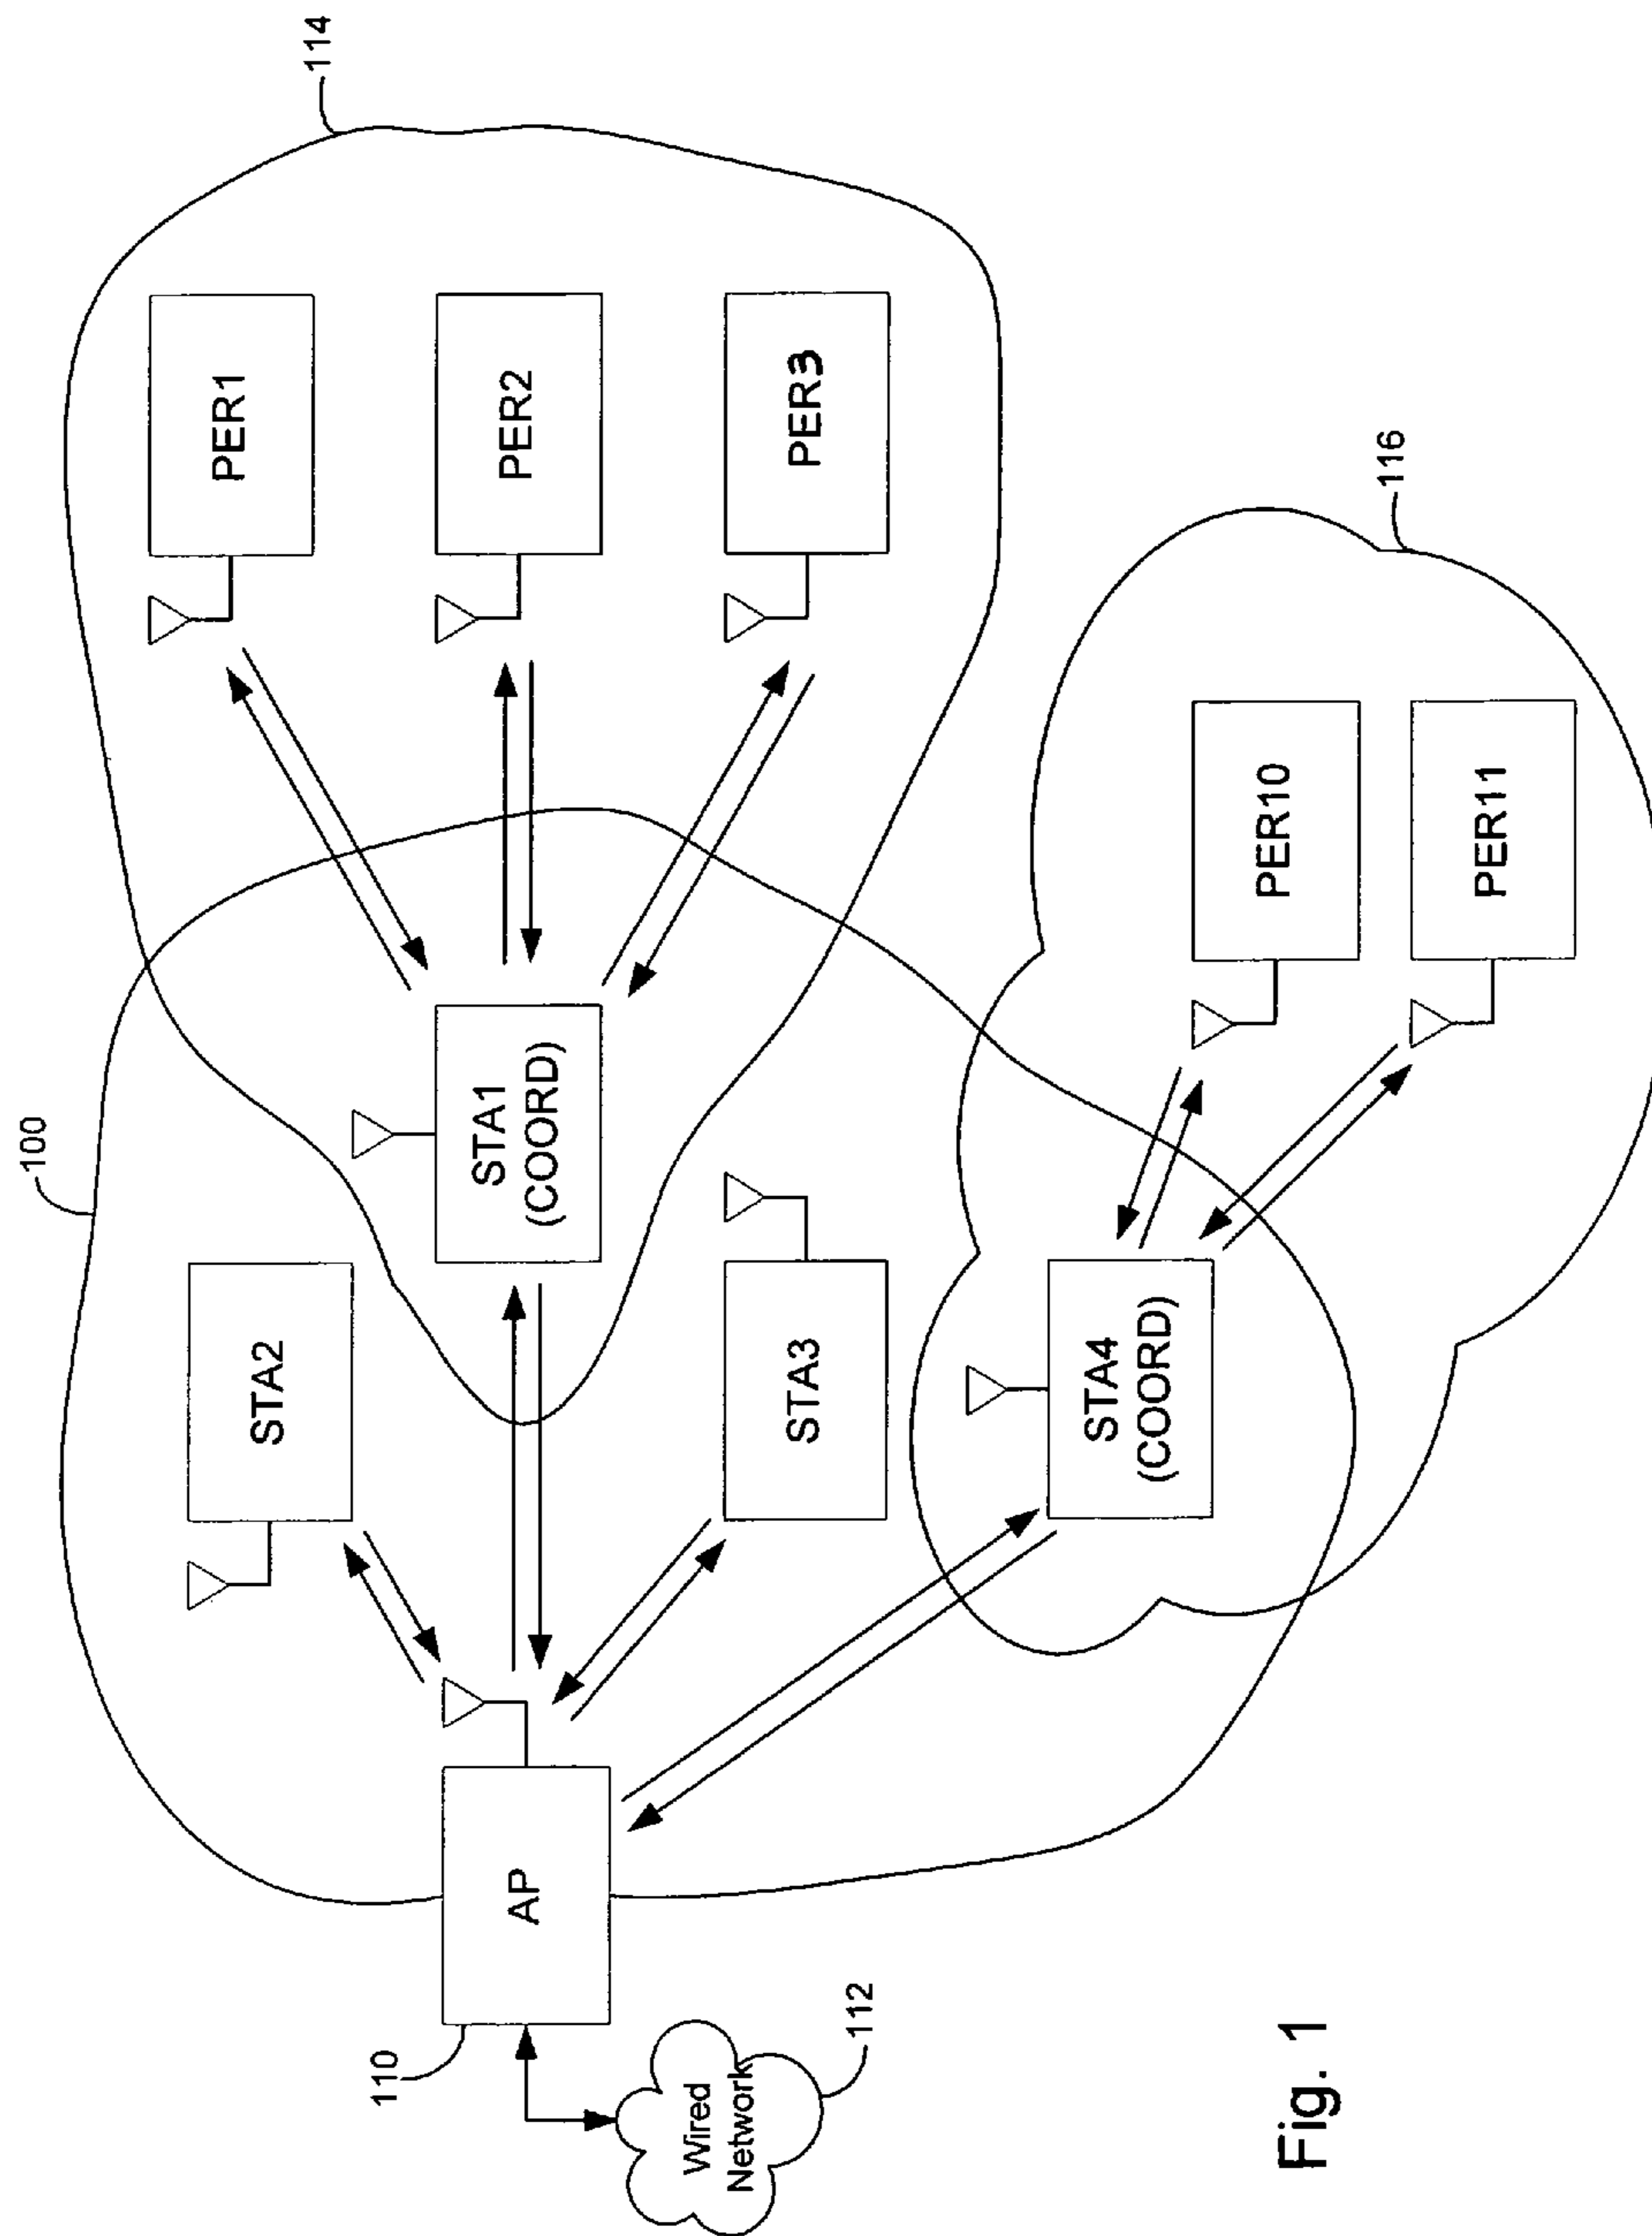 100
114
STA2
PER1
110
AP
STA1
(COORD)
PER2
Wired
Network
112
STA3
PER3
STA4
(COORD)
PER10
116
PER11
Fig. 1